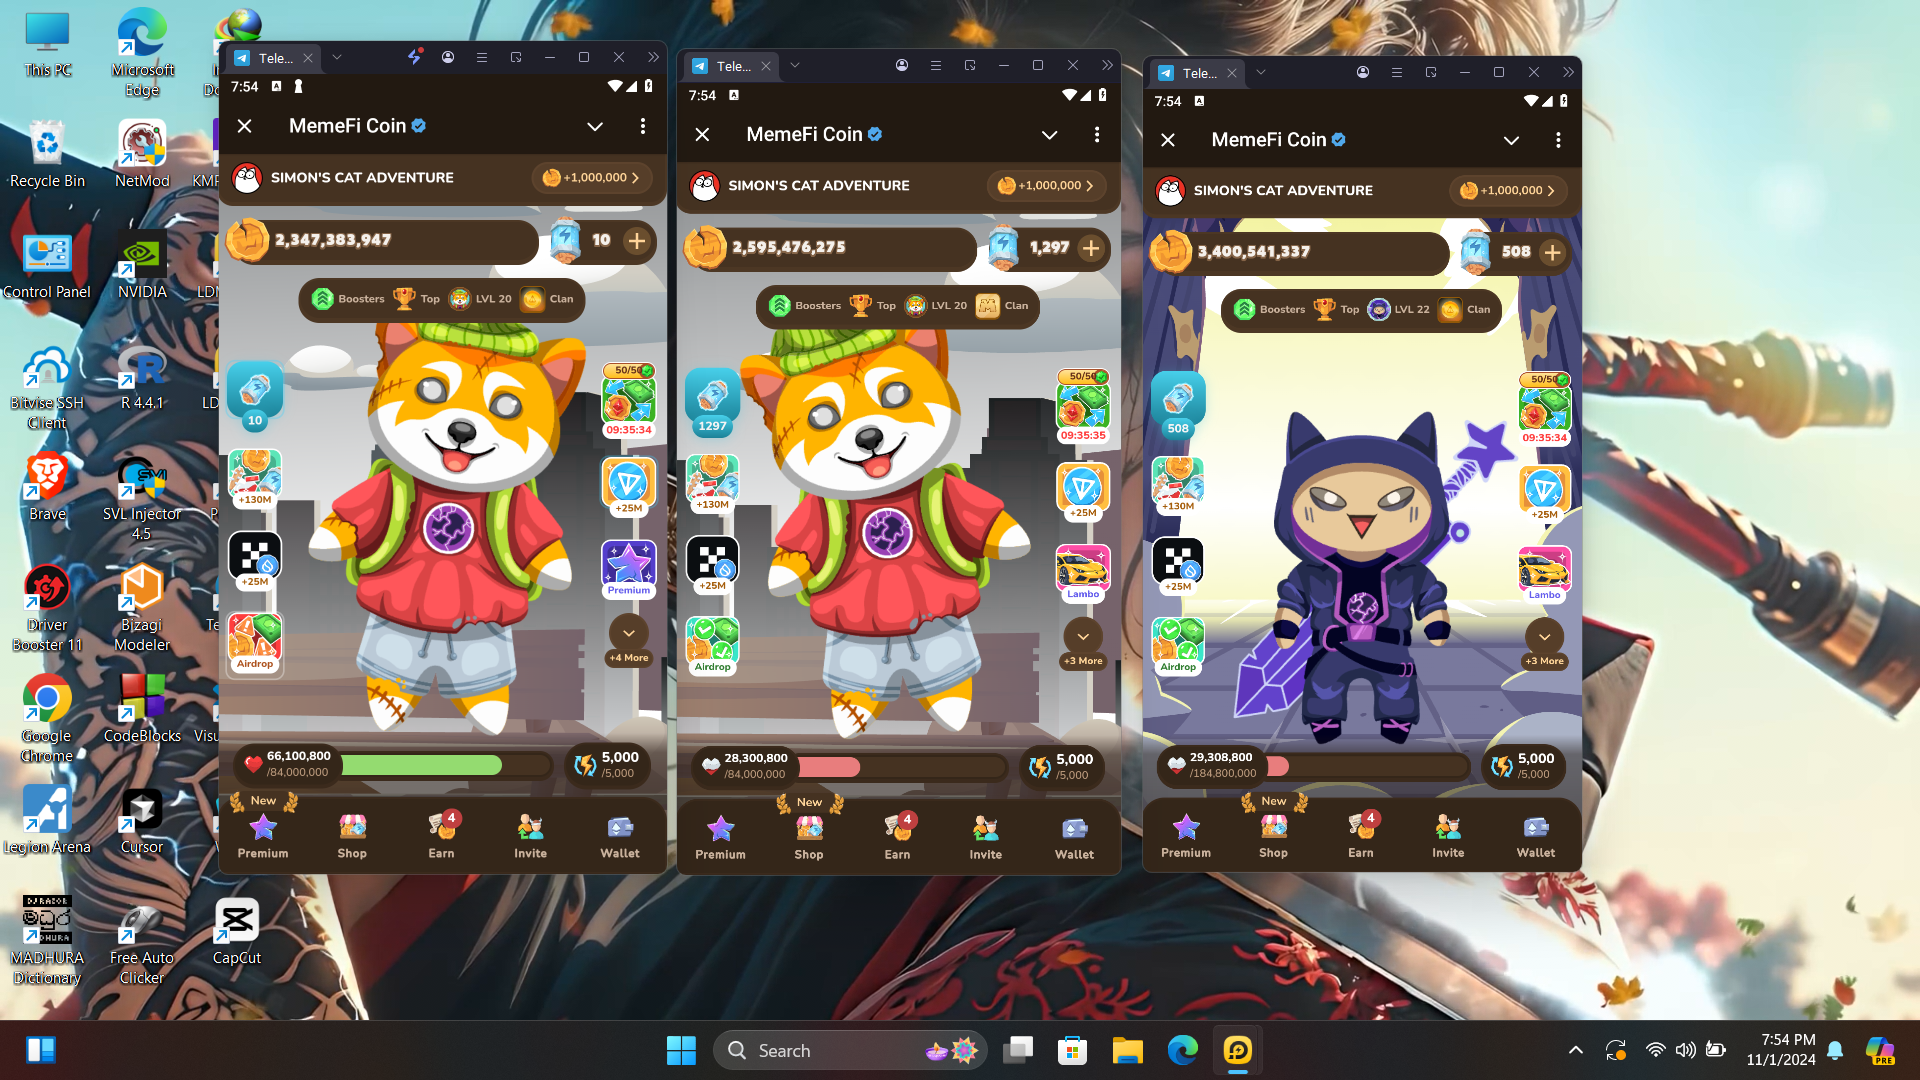 This PC
Microsoft
Edge
Recycle Bin
NetMod
Control Panel
NVIDIA
Bitvise SSH
Client
R 4.4.1
Brave
SVL Injector
4.5
Driver
Booster 11
Bizagi
Modeler
Google
Chrome
CodeBlocks
Legion Arena
Cursor
MADHURA
Dictionary
Free Auto
Clicker
CapCut
Tele...
7:54
MemeFi Coin
SIMON'S CAT ADVENTURE
+1,000,000
2,347,383,947
10
Boosters
Top
LVL 20
Clan
10
50/50
09:35:34
+130M
+25M
+25M
Premium
Airdrop
+4 More
66,100,800
/84,000,000
5,000
/5,000
New
Premium
Shop
4
Earn
Invite
Wallet
Tele...
7:54
MemeFi Coin
SIMON'S CAT ADVENTURE
+1,000,000
2,595,476,275
1,297
Boosters
Top
LVL 20
Clan
1297
50/50
09:35:35
+130M
+25M
+25M
Lambo
Airdrop
+3 More
28,300,800
/84,000,000
5,000
/5,000
New
Premium
Shop
4
Earn
Invite
Wallet
Tele...
7:54
MemeFi Coin
SIMON'S CAT ADVENTURE
+1,000,000
3,400,541,337
508
Boosters
Top
LVL 22
Clan
508
50/50
09:35:34
+130M
+25M
+25M
Lambo
Airdrop
+3 More
29,308,800
/184,800,000
5,000
/5,000
New
Premium
Shop
4
Earn
Invite
Wallet
Search
7:54 PM
11/1/2024
PRE